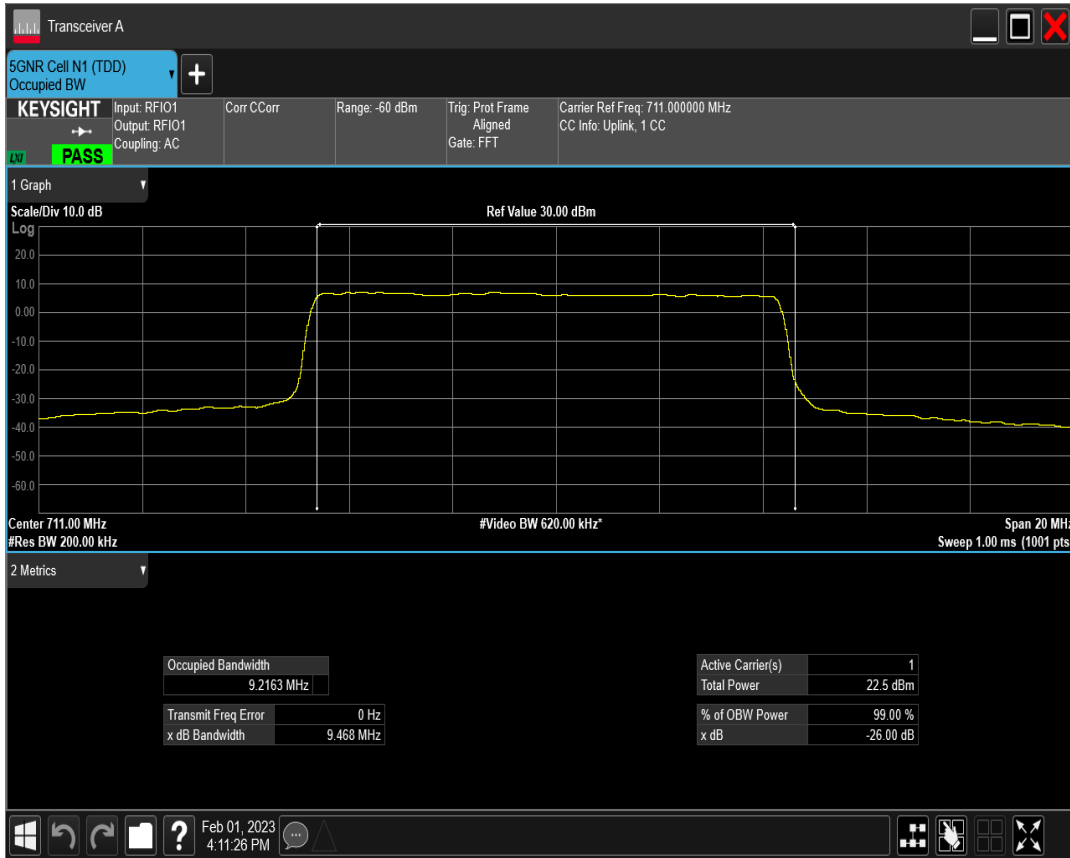 Transceiver A
5GNR Cell N1 (TDD)
Occupied BW
KEYSIGHT
LXI
PASS
Input: RFIO1
Output: RFIO1
Coupling: AC
Corr CCorr
Range: -60 dBm
Trig: Prot Frame
Aligned
Gate: FFT
Carrier Ref Freq: 711.000000 MHz
CC Info: Uplink, 1 CC
1 Graph
Scale/Div 10.0 dB
Ref Value 30.00 dBm
Log
20.0
10.0
0.00
-10.0
-20.0
-30.0
-40.0
-50.0
-60.0
Center 711.00 MHz
#Video BW 620.00 kHz*
Span 20 MHz
#Res BW 200.00 kHz
Sweep 1.00 ms (1001 pts
2 Metrics
Occupied Bandwidth
9.2163 MHz
Transmit Freq Error 0 Hz
x dB Bandwidth 9.468 MHz
Active Carrier(s) 1
Total Power 22.5 dBm
% of OBW Power 99.00 %
x dB -26.00 dB
?
Feb 01, 2023
4:11:26 PM